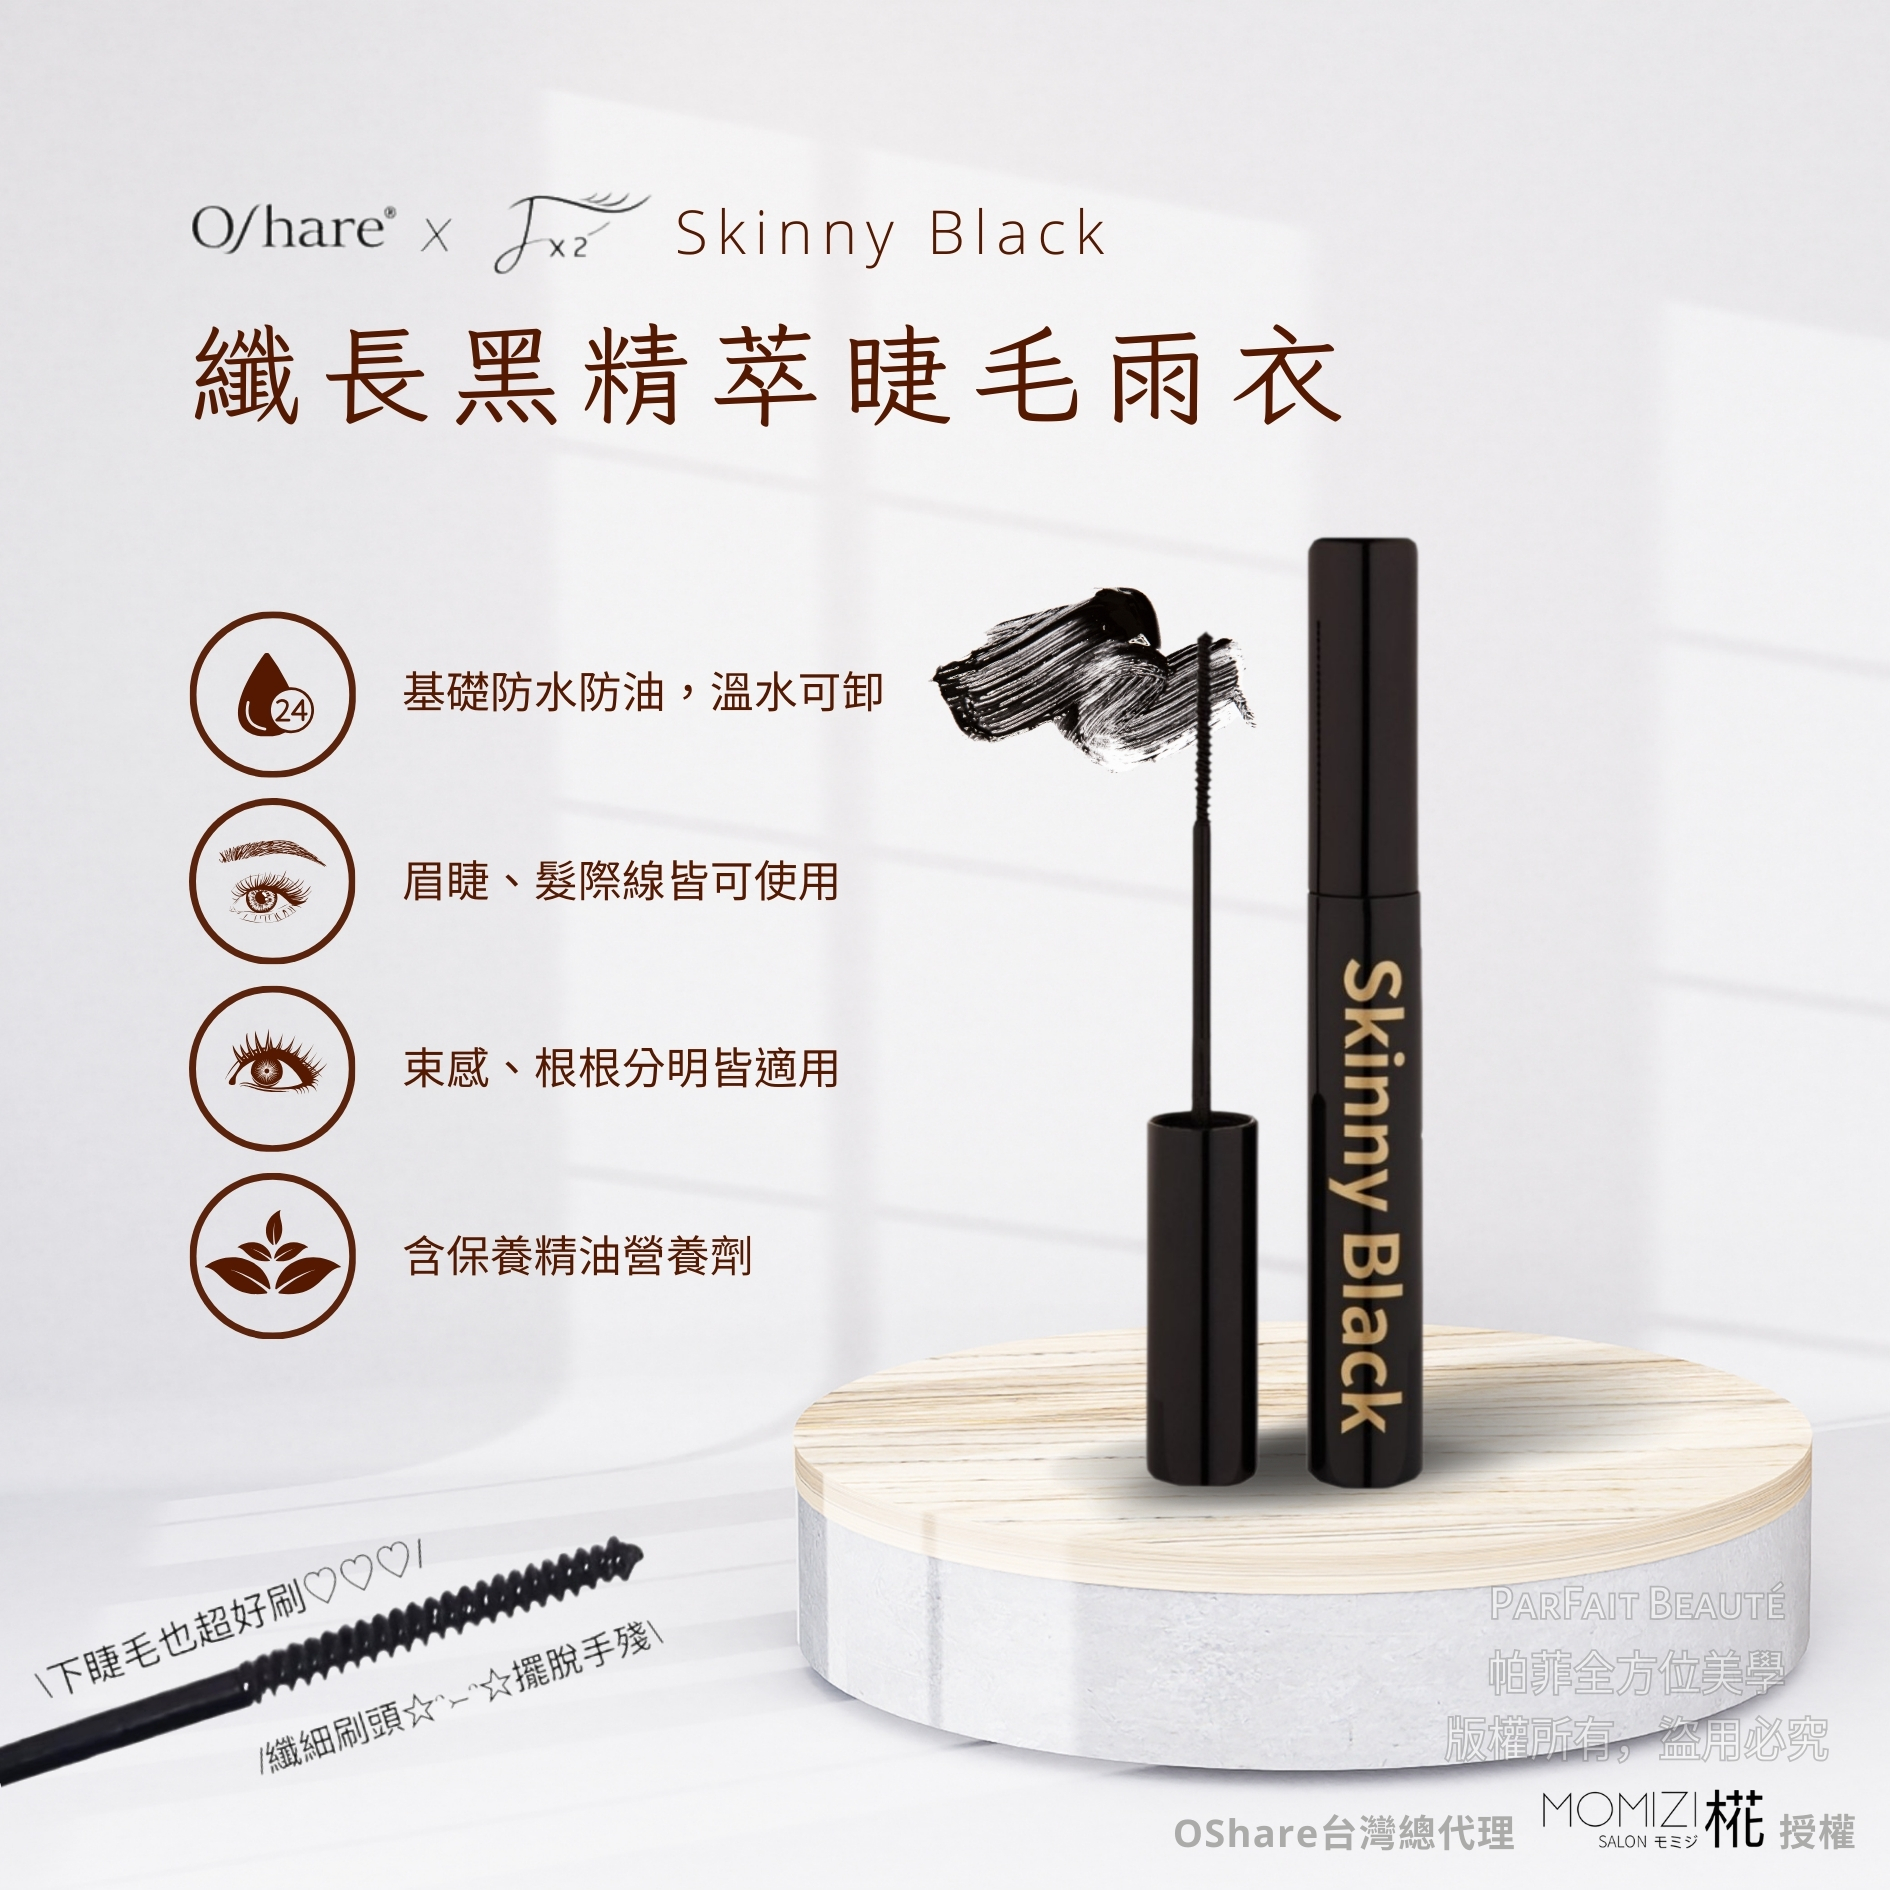 O/hare® X Fx2 Skinny Black
纖長黑精萃睫毛雨衣
24
基礎防水防油，溫水可卸
眉睫、髮際線皆可使用
束感、根根分明皆適用
含保養精油營養劑
Skinny Black
\下睫毛也超好刷♡♡♡/
/纖細刷頭☆~-~☆擺脫手殘\
PARFAIT BEAUTÉ
帕菲全方位美學
版權所有，盜用必究
OShare台灣總代理 MOMIZI 椛 授權
SALON モミジ